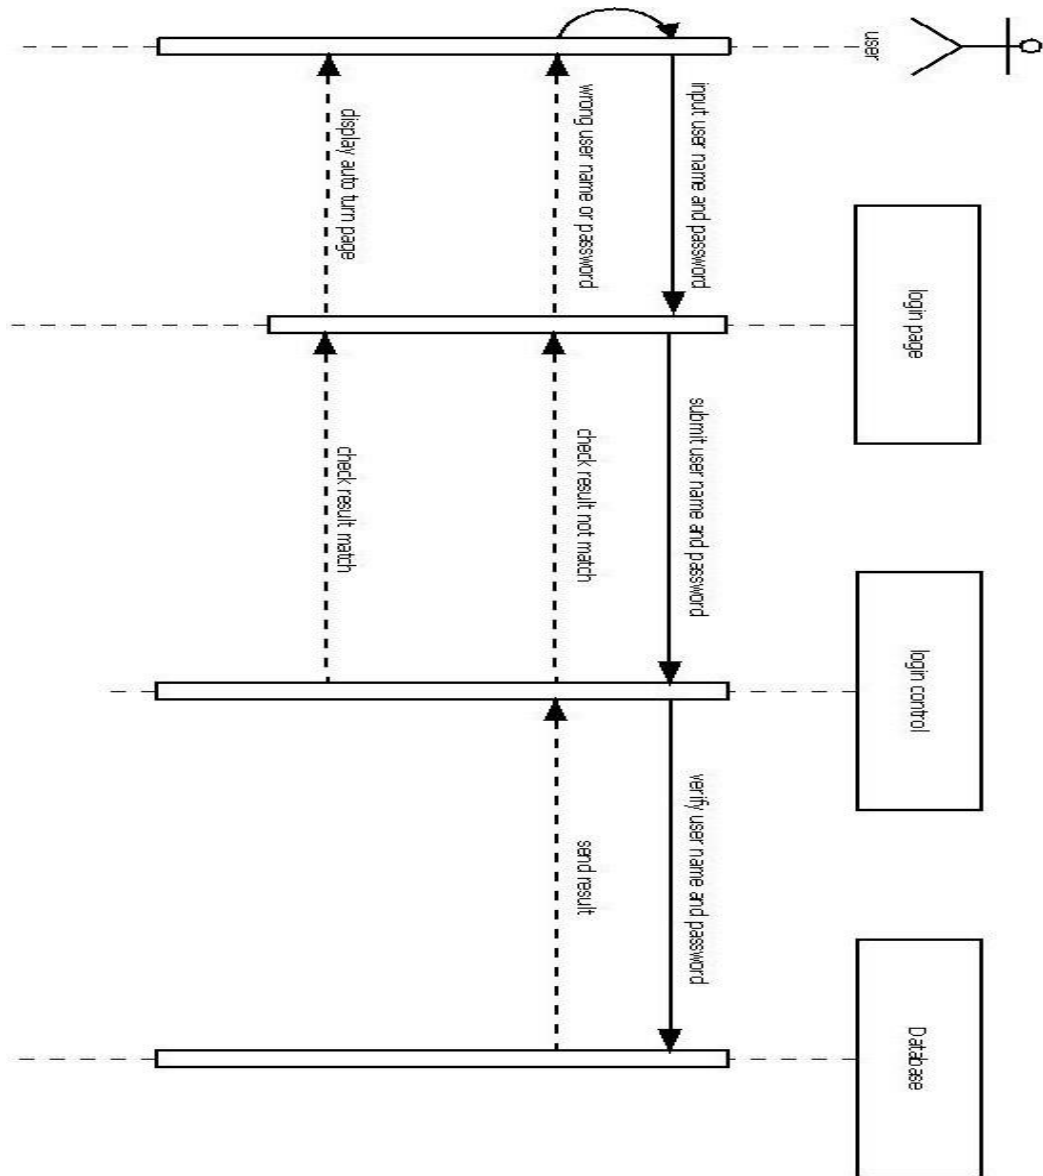 user
login page
login control
Database
input user name and password
submit user name and password
verify user name and password
wrong user name or password
check result not match
send result
display auto turn page
check result match